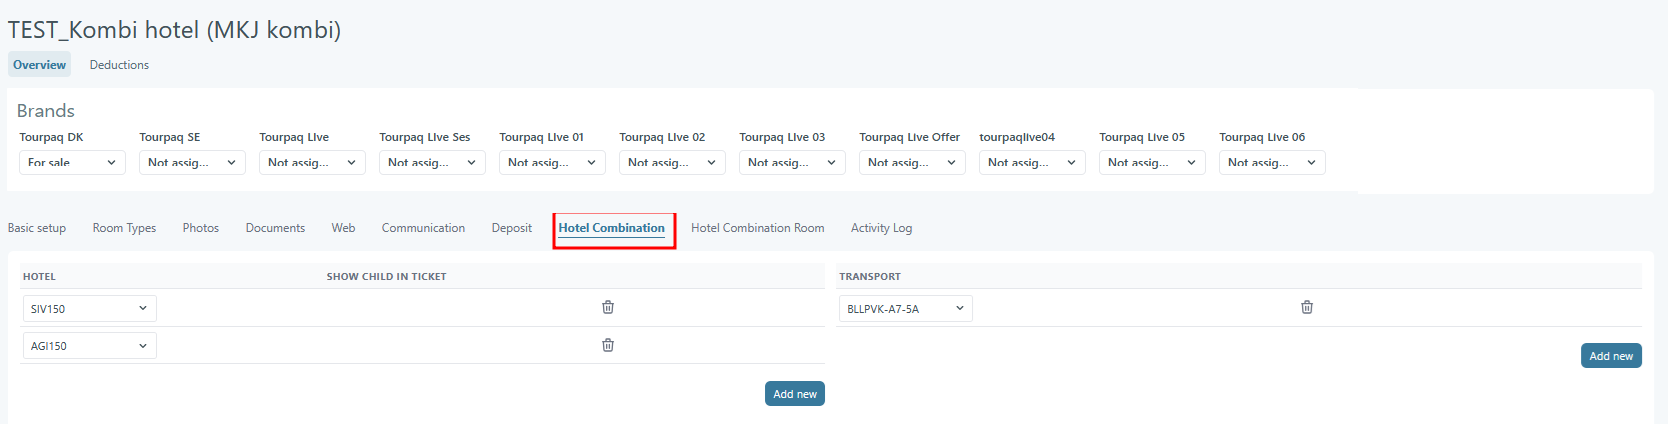 TEST_Kombi hotel (MKJ kombi)
Overview Deductions
Brands
Tourpaq DK Tourpaq SE Tourpaq LIve Tourpaq LIve Ses Tourpaq LIve 01 Tourpaq LIve 02 Tourpaq LIve 03 Tourpaq LIve Offer tourpaqlive04 Tourpaq LIve 05 Tourpaq LIve 06
For sale Not assig... Not assig... Not assig... Not assig... Not assig... Not assig... Not assig... Not assig... Not assig... Not assig...
Basic setup Room Types Photos Documents Web Communication Deposit Hotel Combination Hotel Combination Room Activity Log
HOTEL SHOW CHILD IN TICKET TRANSPORT
SIV150 BLLPVK-A7-5A
AGI150
Add new
Add new